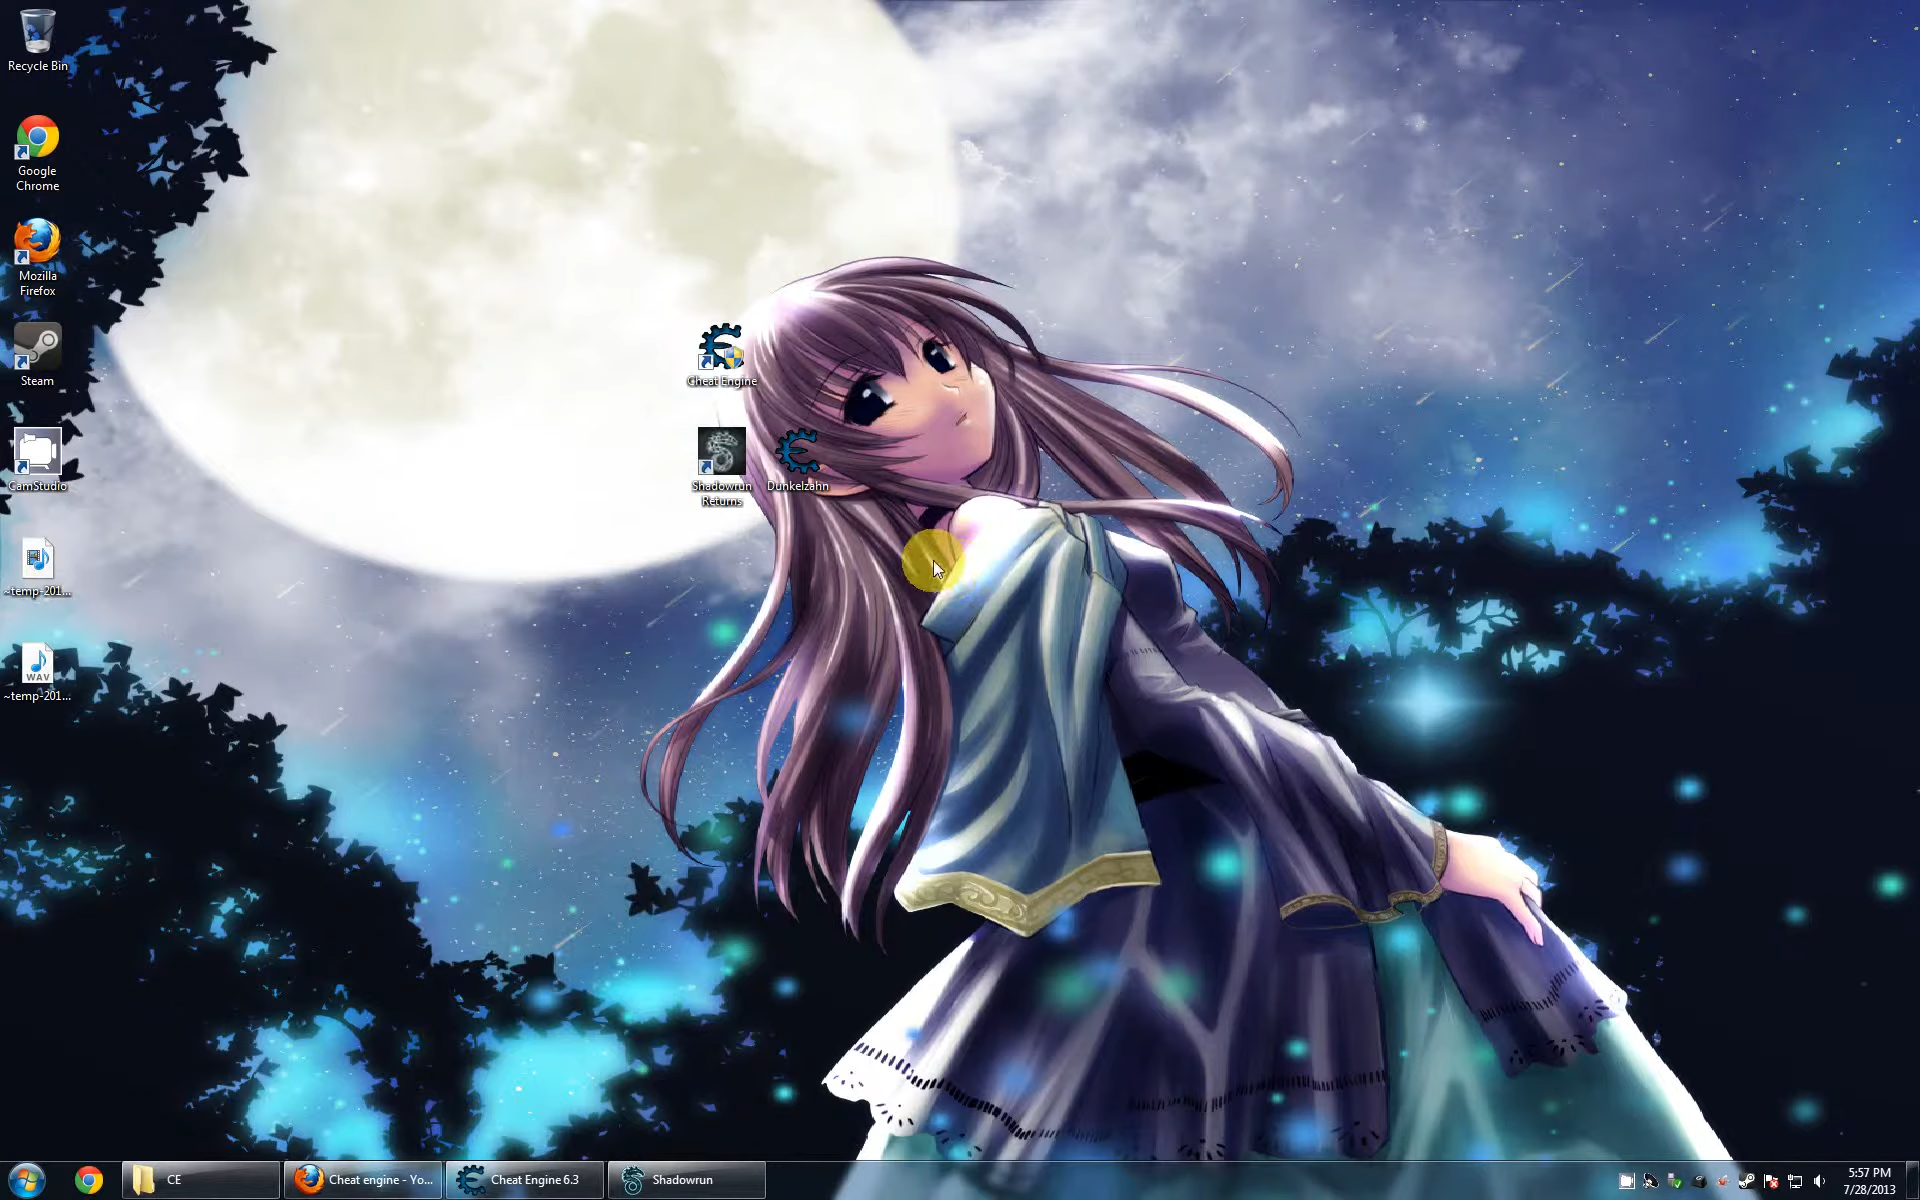 Recycle Bin
Google
Chrome
Mozilla
Firefox
Steam
CamStudio
~temp-201...
WAV
~temp-201...
Cheat Engine
Shadowrun
Returns
Dunkelzahn
CE
Cheat engine - Yo...
Cheat Engine 6.3
Shadowrun
5:57 PM
7/28/2013